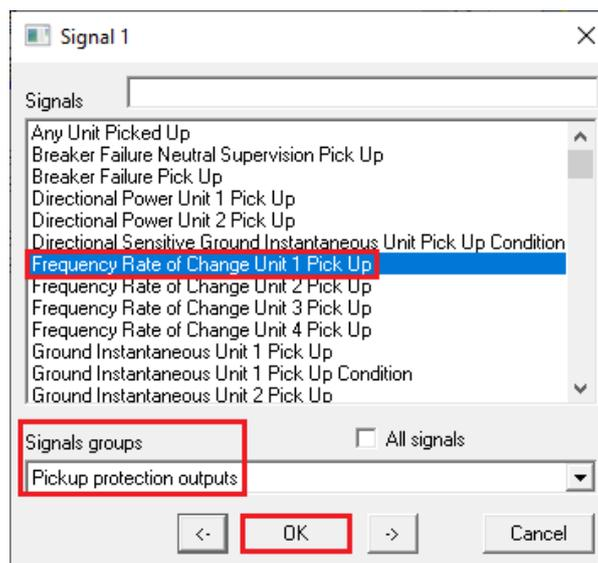 Signal 1
Signals
Any Unit Picked Up
Breaker Failure Neutral Supervision Pick Up
Breaker Failure Pick Up
Directional Power Unit 1 Pick Up
Directional Power Unit 2 Pick Up
Directional Sensitive Ground Instantaneous Unit Pick Up Condition
Frequency Rate of Change Unit 1 Pick Up
Frequency Rate of Change Unit 2 Pick Up
Frequency Rate of Change Unit 3 Pick Up
Frequency Rate of Change Unit 4 Pick Up
Ground Instantaneous Unit 1 Pick Up
Ground Instantaneous Unit 1 Pick Up Condition
Ground Instantaneous Unit 2 Pick Up
Signals groups
All signals
Pickup protection outputs
<- OK -> Cancel